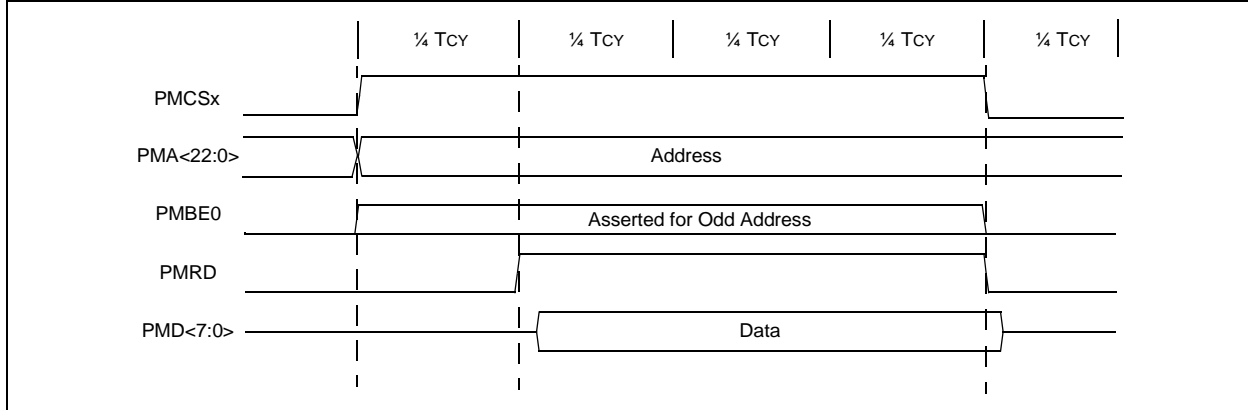 ¼ TCY ¼ TCY ¼ TCY ¼ TCY ¼ TCY
PMCSx
PMA<22:0> Address
PMBE0 Asserted for Odd Address
PMRD
PMD<7:0> Data